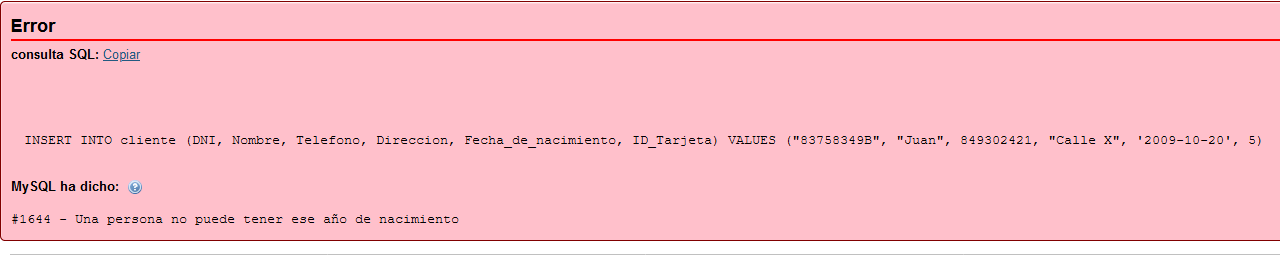 Error
consulta SQL: Copiar
INSERT INTO cliente (DNI, Nombre, Telefono, Direccion, Fecha_de_nacimiento, ID_Tarjeta) VALUES ("83758349B", "Juan", 849302421, "Calle X", '2009-10-20', 5)
MySQL ha dicho:
#1644 - Una persona no puede tener ese año de nacimiento